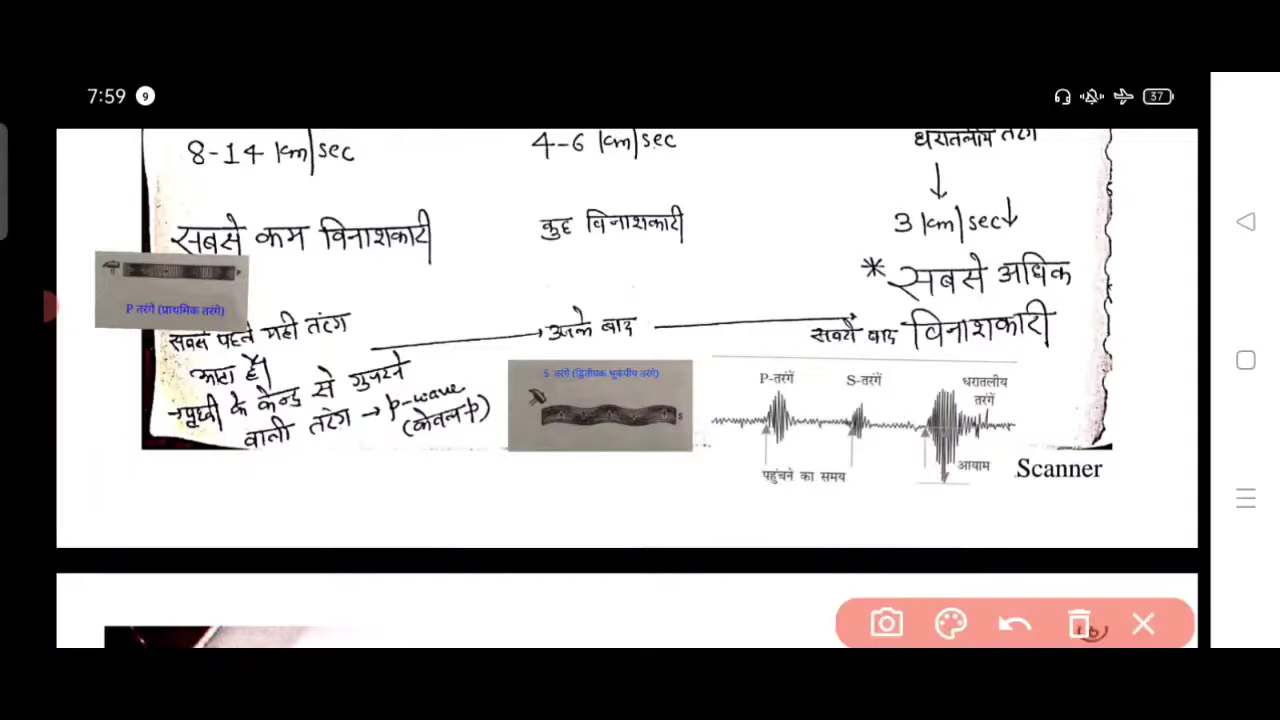 7:59 9
37
8-14 km/sec
4-6 km/sec
धरातलीय तरंग
3 km/sec
सबसे कम विनाशकारी
कुछ विनाशकारी
* सबसे अधिक
विनाशकारी
P तरंगें (प्राथमिक तरंगे)
P
सबसे पहले यही तरंग
आता है।
उसके बाद
सबसे बाद
→ पृथ्वी के केन्द्र से गुजरने
वाली तरंग → P-wave
(केवल P)
S तरंगें (द्वितीयक भूकंपीय तरंगे)
S
P-तरंगें
S-तरंगें
धरातलीय
तरंगें
पहुंचने का समय
आयाम
Scanner